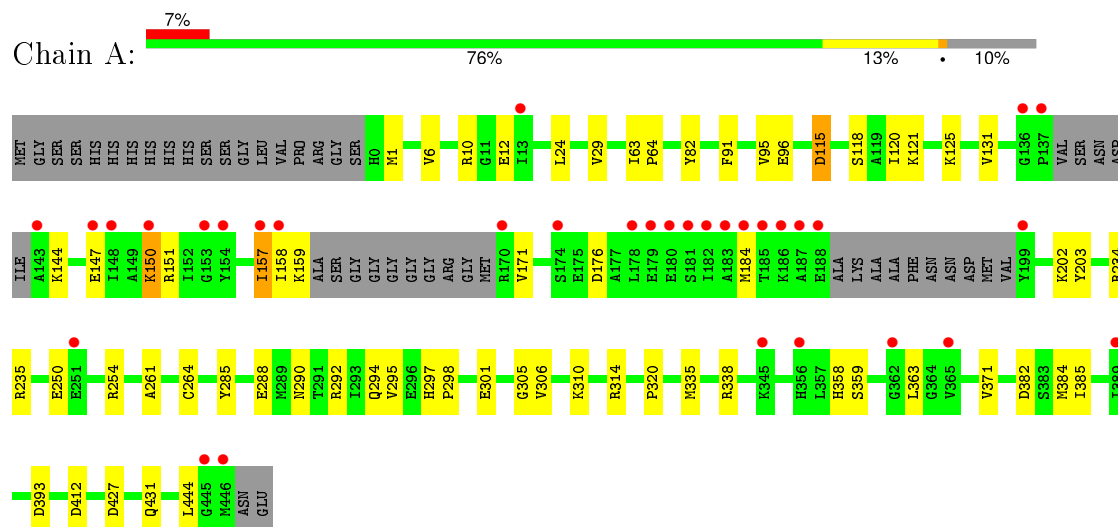 7%
Chain A:
76% 13% • 10%
MET GLY SER SER HIS HIS HIS HIS HIS HIS HIS SER SER GLY LEU VAL PRO ARG GLY SER H0 M1 V6 R10 G11 E12 I13 L24 V29 I63 P64 Y82 F91 V95 E96 D115 S118 A119 I120 K121 K125 V131 G136 P137 VAL SER ASN ASP
ILE A143 K144 E147 I148 A149 K150 R151 I152 G153 Y154 I157 I158 K159 ALA SER GLY GLY GLY GLY GLY ARG GLY MET R170 V171 S174 E175 D176 A177 L178 E179 E180 S181 I182 A183 M184 T185 K186 A187 E188 ALA LYS ALA ALA PHE ASN ASN ASP MET VAL Y199 K202 Y203
R235 E250 E251 R254 A261 C264 Y285 E288 M289 N290 T291 R292 I293 Q294 V295 E296 H297 P298 E301 G305 V306 K310 R314 P320 M335 R338 K345 H356 L357 H358 S359 G362 L363 G364 V365 V371 D382 S383 M384 I385
D393 D412 D427 Q431 L444 G445 M446 ASN GLU